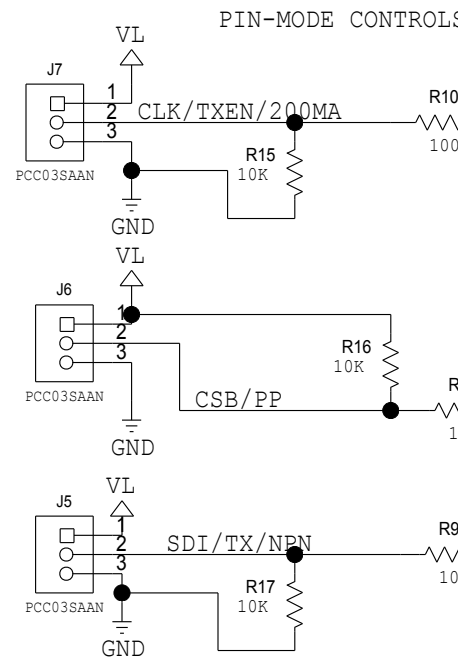 PIN-MODE CONTROLS
VL
J7
1
2
3
CLK/TXEN/200MA
R10
100
R15
10K
PCC03SAAN
GND
VL
J6
1
2
3
R16
10K
PCC03SAAN
CSB/PP
GND
VL
J5
1
2
3
SDI/TX/NPN
R9
R17
10K
PCC03SAAN
GND